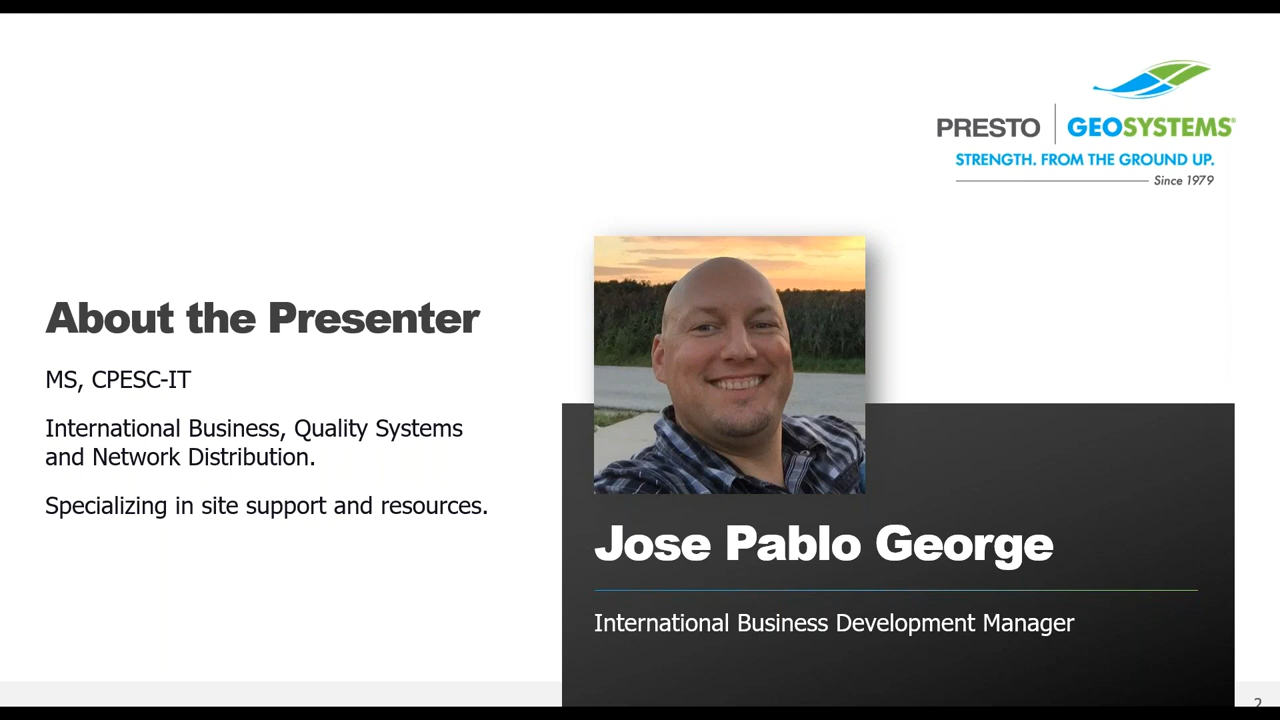 PRESTO GEOSYSTEMS®
STRENGTH. FROM THE GROUND UP.
Since 1979
About the Presenter
MS, CPESC-IT
International Business, Quality Systems
and Network Distribution.
Specializing in site support and resources.
Jose Pablo George
International Business Development Manager
2